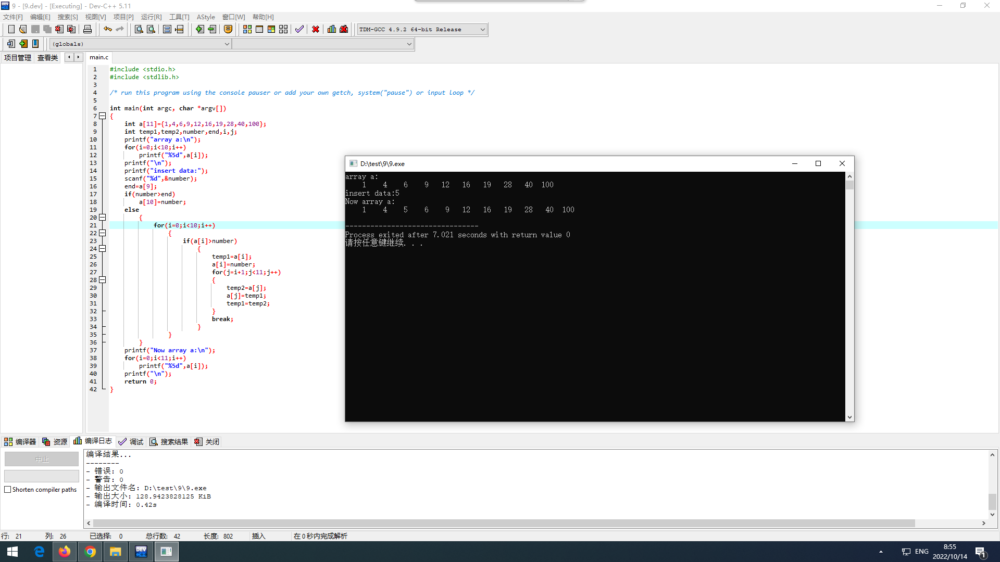 9 - [9.dev] - [Executing] - Dev-C++ 5.11
文件[F] 编辑[E] 搜索[S] 视图[V] 项目[P] 运行[R] 工具[T] AStyle 窗口[W] 帮助[H]
TDM-GCC 4.9.2 64-bit Release
(globals)
项目管理 查看类 main.c
1 #include <stdio.h>
2 #include <stdlib.h>
3
4 /* run this program using the console pauser or add your own getch, system("pause") or input loop */
5
6 int main(int argc, char *argv[])
7 {
8 int a[11]={1,4,6,9,12,16,19,28,40,100};
9 int temp1,temp2,number,end,i,j;
10 printf("array a:\n");
11 for(i=0;i<10;i++)
12 printf("%5d",a[i]);
13 printf("\n");
14 printf("insert data:");
15 scanf("%d",&number);
16 end=a[9];
17 if(number>end)
18 a[10]=number;
19 else
20 {
21 for(i=0;i<10;i++)
22 {
23 if(a[i]>number)
24 {
25 temp1=a[i];
26 a[i]=number;
27 for(j=i+1;j<11;j++)
28 {
29 temp2=a[j];
30 a[j]=temp1;
31 temp1=temp2;
32 }
33 break;
34 }
35 }
36 }
37 printf("Now array a:\n");
38 for(i=0;i<11;i++)
39 printf("%5d",a[i]);
40 printf("\n");
41 return 0;
42 }
D:\test\9\9.exe
array a:
1 4 6 9 12 16 19 28 40 100
insert data:5
Now array a:
1 4 5 6 9 12 16 19 28 40 100
--------------------------------
Process exited after 7.021 seconds with return value 0
请按任意键继续. . .
编译器 资源 编译日志 调试 搜索结果 关闭
中止
Shorten compiler paths
编译结果...
--------
- 错误: 0
- 警告: 0
- 输出文件名: D:\test\9\9.exe
- 输出大小: 128.9423828125 KiB
- 编译时间: 0.42s
行: 21 列: 26 已选择: 0 总行数: 42 长度: 802 插入 在 0 秒内完成解析
DEV
ENG
8:55
2022/10/14
1